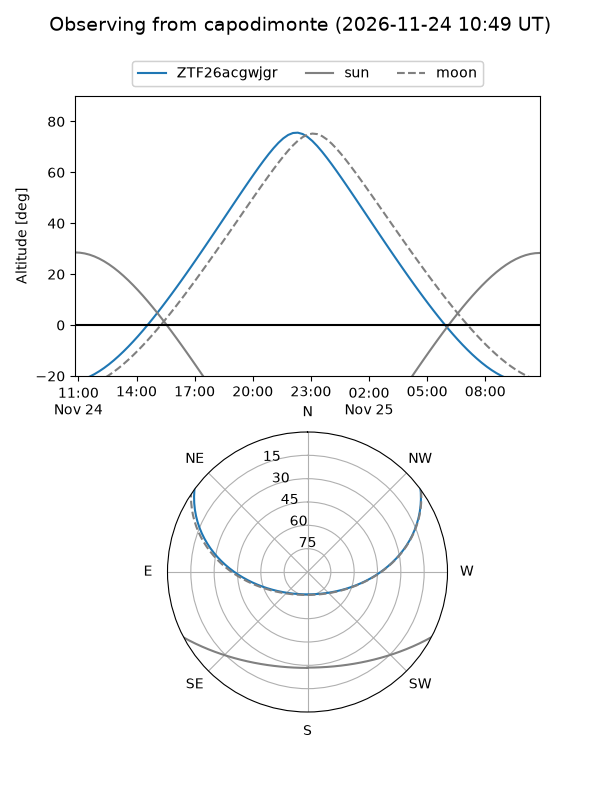 Observing from capodimonte (2026-11-24 10:49 UT)
ZTF26acgwjgr sun moon
Altitude [deg]
80
60
40
20
0
−20
11:00 14:00 17:00 20:00 23:00 02:00 05:00 08:00
Nov 24 Nov 25
N
NE NW
15
30
45
60
75
E W
SE SW
S